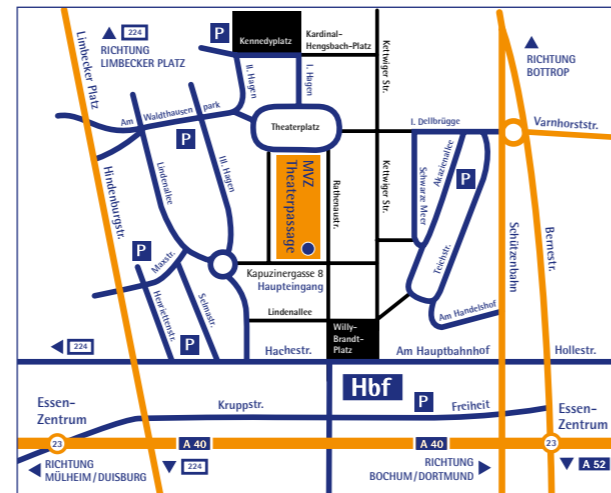 224
RICHTUNG
LIMBECKER PLATZ
Limbecker Platz
P
Kennedyplatz
Kardinal-
Hengsbach-Platz
Kettwiger Str.
RICHTUNG
BOTTROP
II. Hagen
I. Hagen
Am Waldthausen park
P
Theaterplatz
I. Dellbrügge
Varnhorststr.
Lindenallee
III. Hagen
MVZ
Theaterpassage
Rathenaustr.
Kettwiger Str.
Schwarze Meer
Akazienallee
P
Hindenburgstr.
P
Maxstr.
Teichstr.
Schützenbahn
Bernestr.
Kapuzinergasse 8
Haupteingang
Henriettenstr.
Selmastr.
Lindenallee
Am Handelshof
224
P
Hachestr.
Willy-
Brandt-
Platz
Am Hauptbahnhof
Hollestr.
Hbf
P
Essen-
Zentrum
Kruppstr.
Freiheit
Essen-
Zentrum
23
A 40
A 40
23
RICHTUNG
MÜLHEIM/DUISBURG
224
RICHTUNG
BOCHUM/DORTMUND
A 52